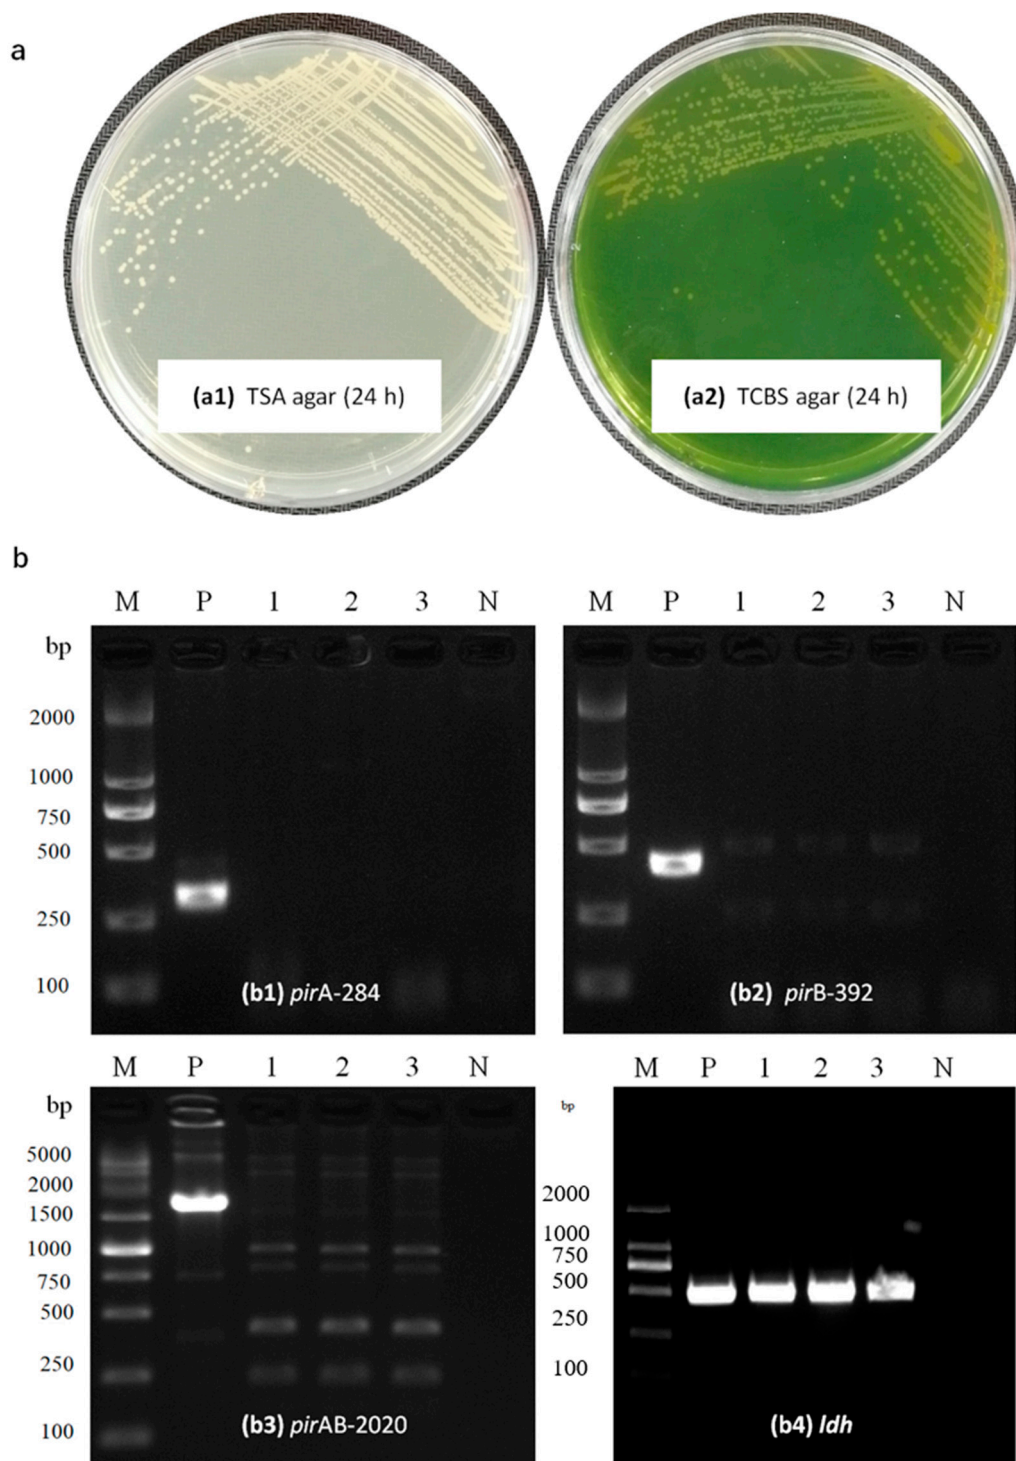 a
(a1) TSA agar (24 h)
(a2) TCBS agar (24 h)
b
M P 1 2 3 N
bp
2000
1000
750
500
250
100
(b1) pirA-284
M P 1 2 3 N
(b2) pirB-392
M P 1 2 3 N
bp
5000
2000
1500
1000
750
500
250
100
(b3) pirAB-2020
M P 1 2 3 N
bp
2000
1000
750
500
250
100
(b4) ldh